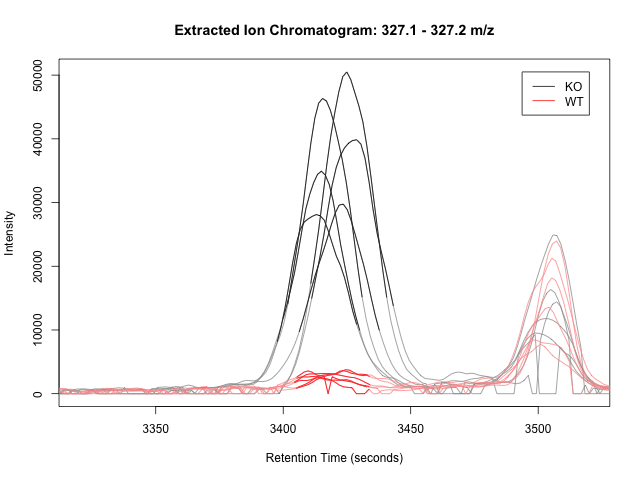 Extracted Ion Chromatogram: 327.1 - 327.2 m/z
KO
WT
Intensity
50000
40000
30000
20000
10000
0
3350 3400 3450 3500
Retention Time (seconds)